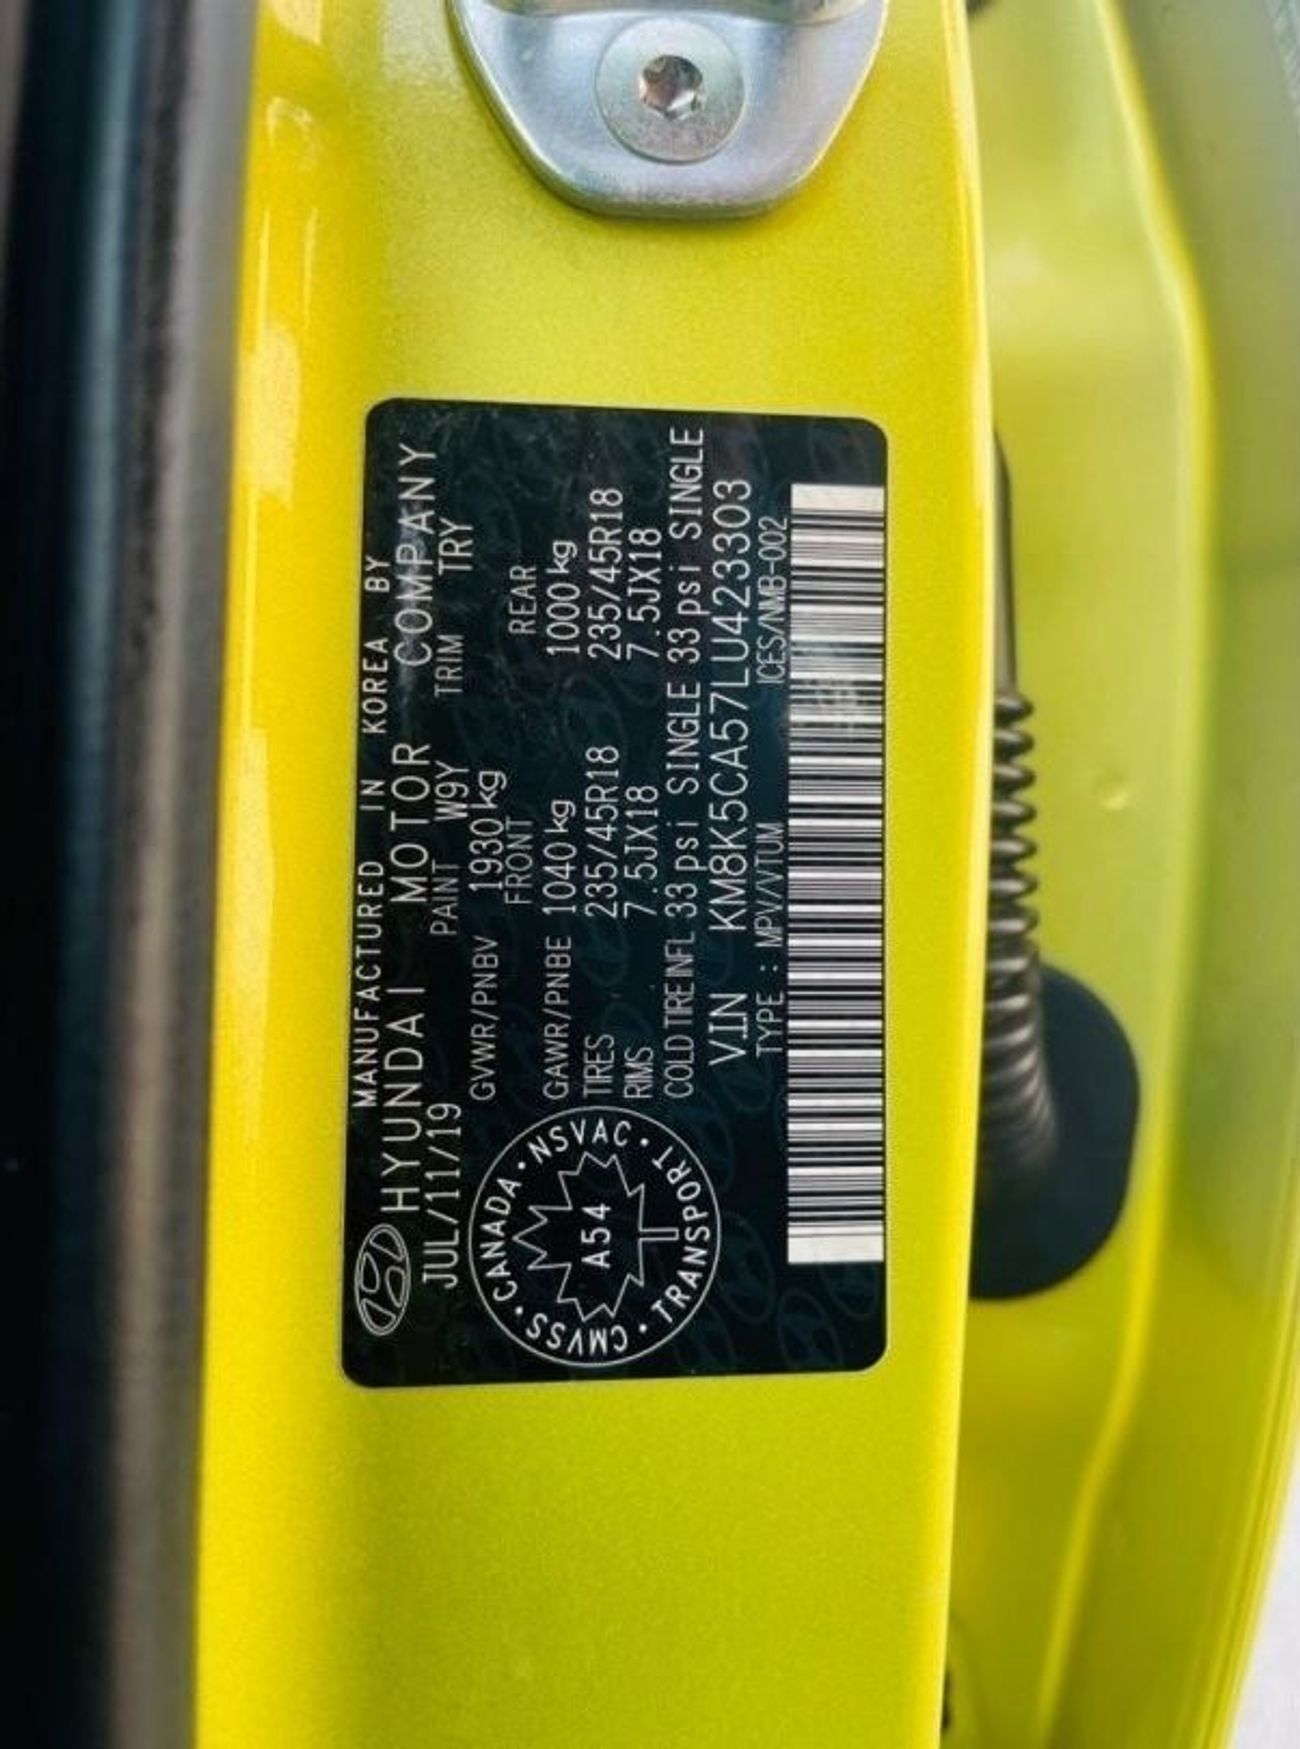 MANUFACTURED IN KOREA BY
HYUNDAI MOTOR COMPANY
JUL/11/19 PAINT W9Y TRIM TRY
GVWR/PNBV 1930 kg
FRONT REAR
GAWR/PNBE 1040 kg 1000 kg
TIRES 235/45R18 235/45R18
RIMS 7.5JX18 7.5JX18
COLD TIRE INFL 33 psi SINGLE 33 psi SINGLE
V.IN KM8K5CA57LU423303
TYPE : MPV/VTUM ICES/NMB-002
CMVSS • CANADA • NSVAC • TRANSPORT •
A54